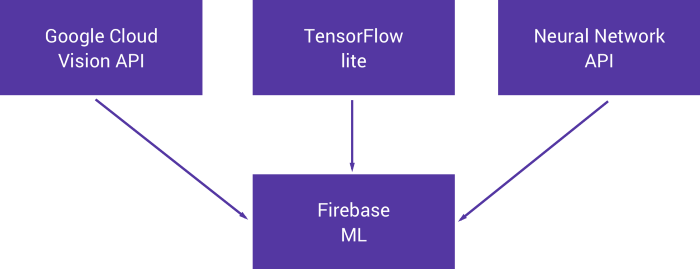 Google Cloud
Vision API
TensorFlow
lite
Neural Network
API
Firebase
ML